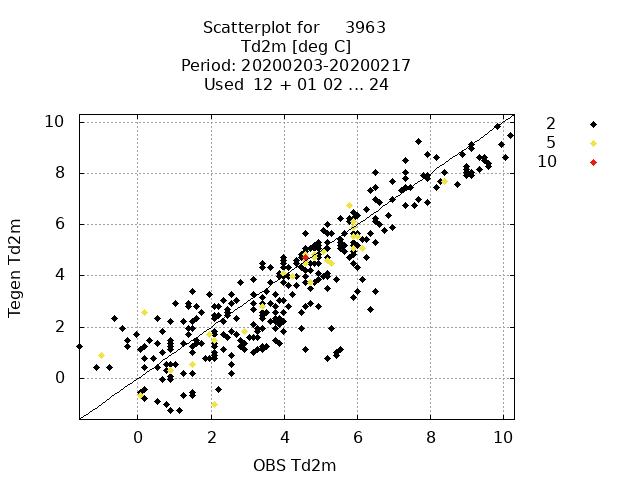 Scatterplot for 3963
Td2m [deg C]
Period: 20200203-20200217
Used 12 + 01 02 ... 24
2
5
10
Tegen Td2m
10
8
6
4
2
0
0 2 4 6 8 10
OBS Td2m